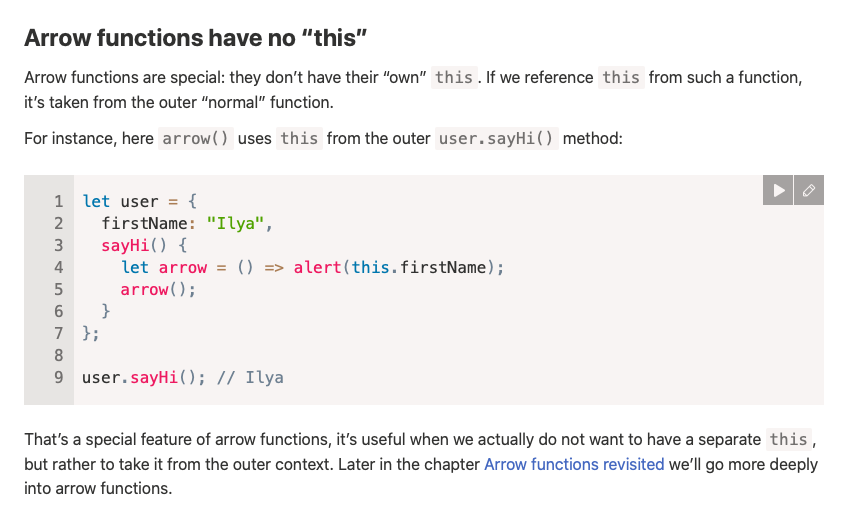 Arrow functions have no “this”
Arrow functions are special: they don’t have their “own” this. If we reference this from such a function,
it’s taken from the outer “normal” function.
For instance, here arrow() uses this from the outer user.sayHi() method:
1 let user = {
2   firstName: "Ilya",
3   sayHi() {
4     let arrow = () => alert(this.firstName);
5     arrow();
6   }
7 };
8
9 user.sayHi(); // Ilya
That’s a special feature of arrow functions, it’s useful when we actually do not want to have a separate this,
but rather to take it from the outer context. Later in the chapter Arrow functions revisited we’ll go more deeply
into arrow functions.